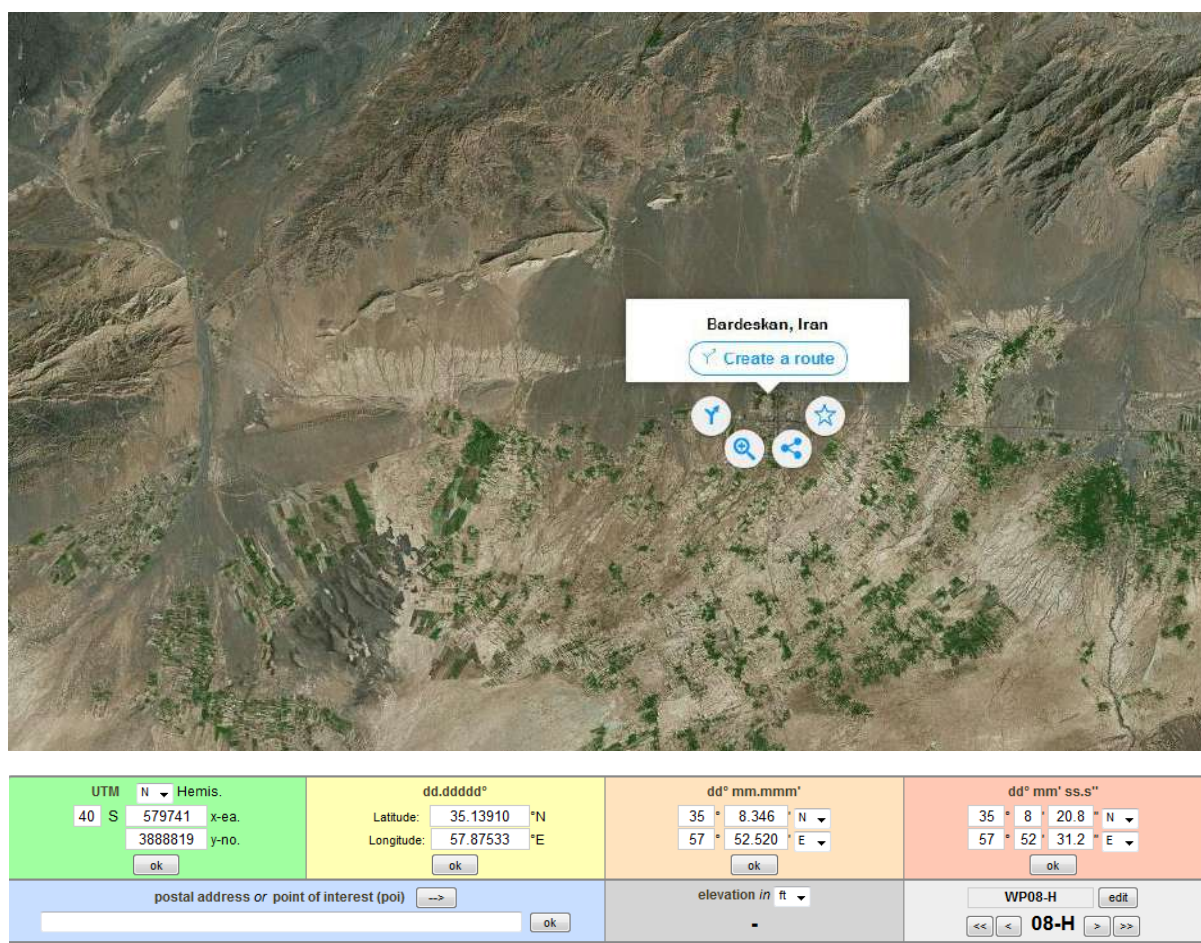 Bardeskan, Iran
Create a route
UTM N Hemis.
40 S 579741 x-ea.
3888819 y-no.
ok
dd.ddddd°
Latitude: 35.13910 °N
Longitude: 57.87533 °E
ok
dd° mm.mmm'
35 ° 8.346 ' N
57 ° 52.520 ' E
ok
dd° mm' ss.s"
35 ° 8 ' 20.8 " N
57 ° 52 ' 31.2 " E
ok
postal address or point of interest (poi) -->
ok
elevation in ft
-
WP08-H edit
<< < 08-H > >>